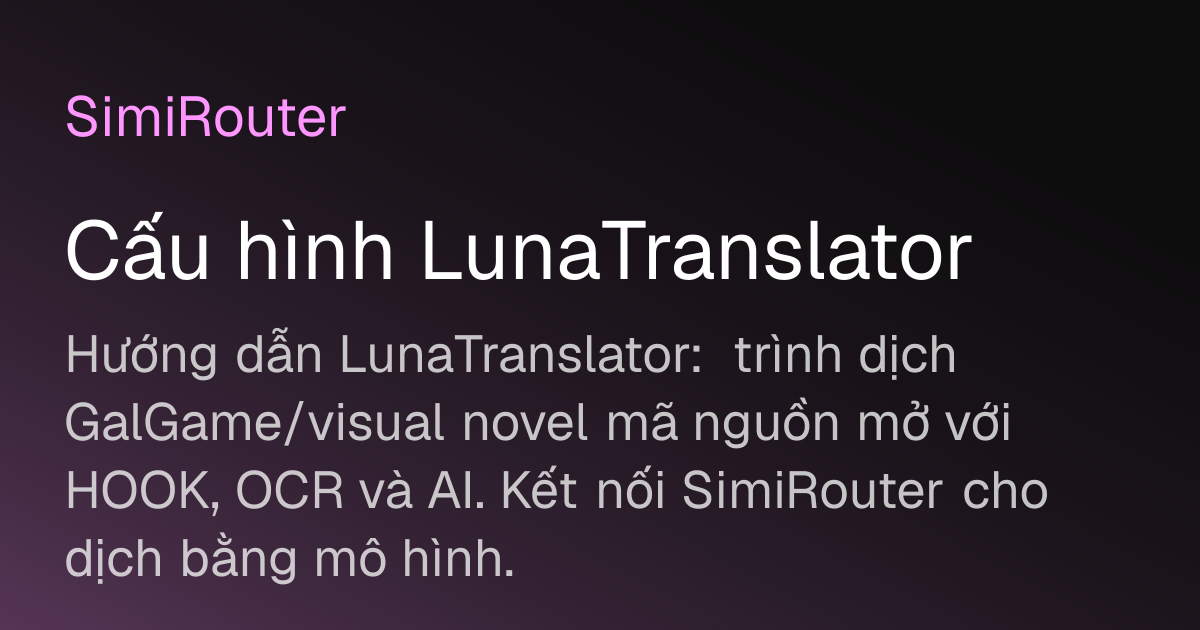 SimiRouter
Cấu hình LunaTranslator
Hướng dẫn LunaTranslator:  trình dịch
GalGame/visual novel mã nguồn mở với
HOOK, OCR và AI. Kết nối SimiRouter cho
dịch bằng mô hình.